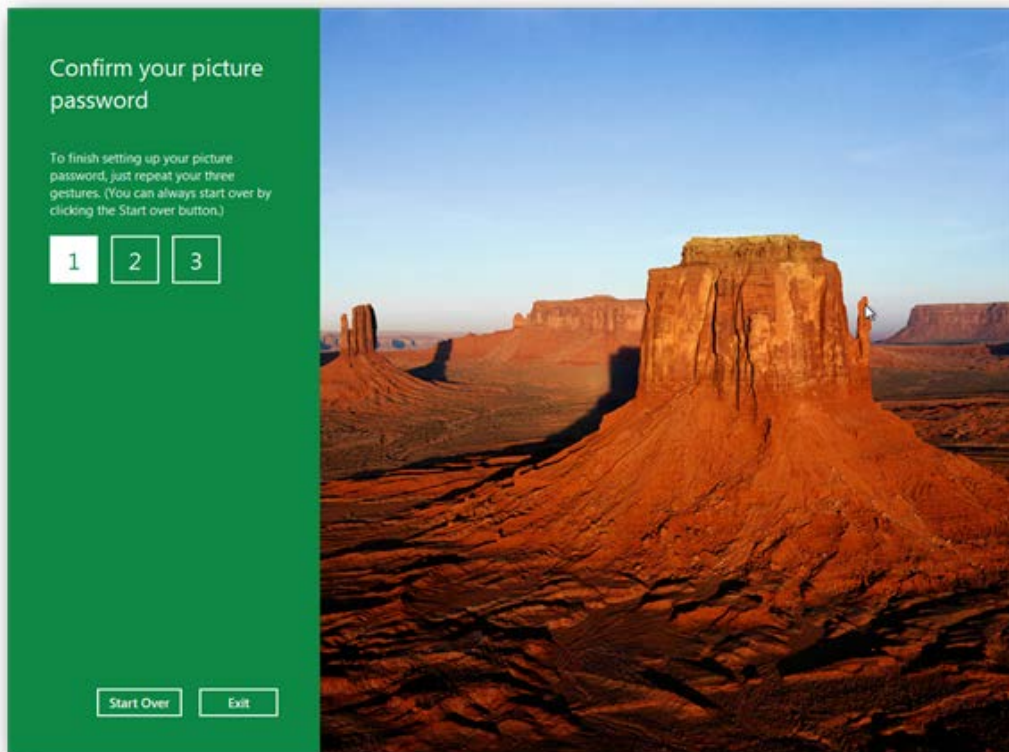 Confirm your picture
password
To finish setting up your picture
password, just repeat your three
gestures. (You can always start over by
clicking the Start over button.)
1 2 3
Start Over Exit